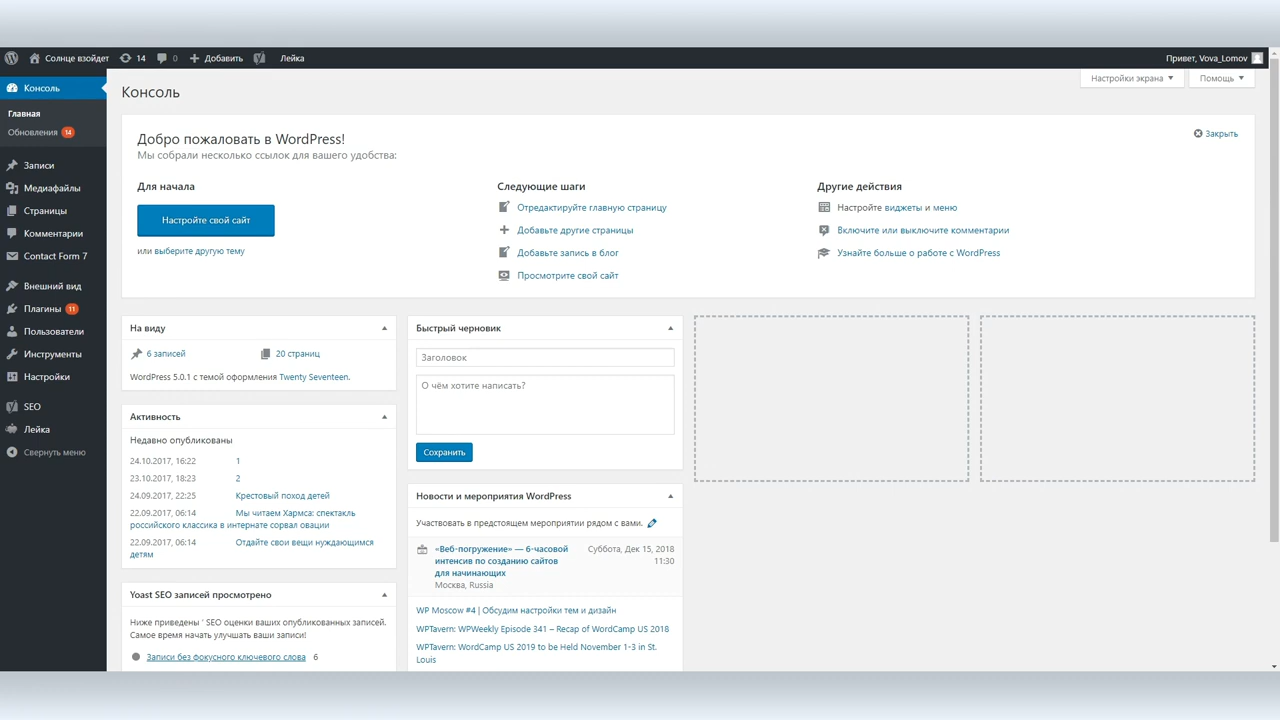 Солнце взойдет 14 0 Добавить Лейка Привет, Vova_Lomov
Консоль
Главная
Обновления 14
Записи
Медиафайлы
Страницы
Комментарии
Contact Form 7
Внешний вид
Плагины 11
Пользователи
Инструменты
Настройки
SEO
Лейка
Свернуть меню
Настройки экрана Помощь
Консоль
Добро пожаловать в WordPress!
Мы собрали несколько ссылок для вашего удобства:
Закрыть
Для начала
Настройте свой сайт
или выберите другую тему
Следующие шаги
Отредактируйте главную страницу
Добавьте другие страницы
Добавьте запись в блог
Просмотрите свой сайт
Другие действия
Настройте виджеты и меню
Включите или выключите комментарии
Узнайте больше о работе с WordPress
На виду
6 записей 20 страниц
WordPress 5.0.1 с темой оформления Twenty Seventeen.
Активность
Недавно опубликованы
24.10.2017, 16:22 1
23.10.2017, 18:23 2
24.09.2017, 22:25 Крестовый поход детей
22.09.2017, 06:14 Мы читаем Хармса: спектакль
российского классика в интернате сорвал овации
22.09.2017, 06:14 Отдайте свои вещи нуждающимся
детям
Yoast SEO записей просмотрено
Ниже приведены ' SEO оценки ваших опубликованных записей.
Самое время начать улучшать ваши записи!
Записи без фокусного ключевого слова 6
Быстрый черновик
Заголовок
О чём хотите написать?
Сохранить
Новости и мероприятия WordPress
Участвовать в предстоящем мероприятии рядом с вами.
«Веб-погружение» — 6-часовой Суббота, Дек 15, 2018
интенсив по созданию сайтов 11:30
для начинающих
Москва, Russia
WP Moscow #4 | Обсудим настройки тем и дизайн
WPTavern: WPWeekly Episode 341 – Recap of WordCamp US 2018
WPTavern: WordCamp US 2019 to be Held November 1-3 in St.
Louis